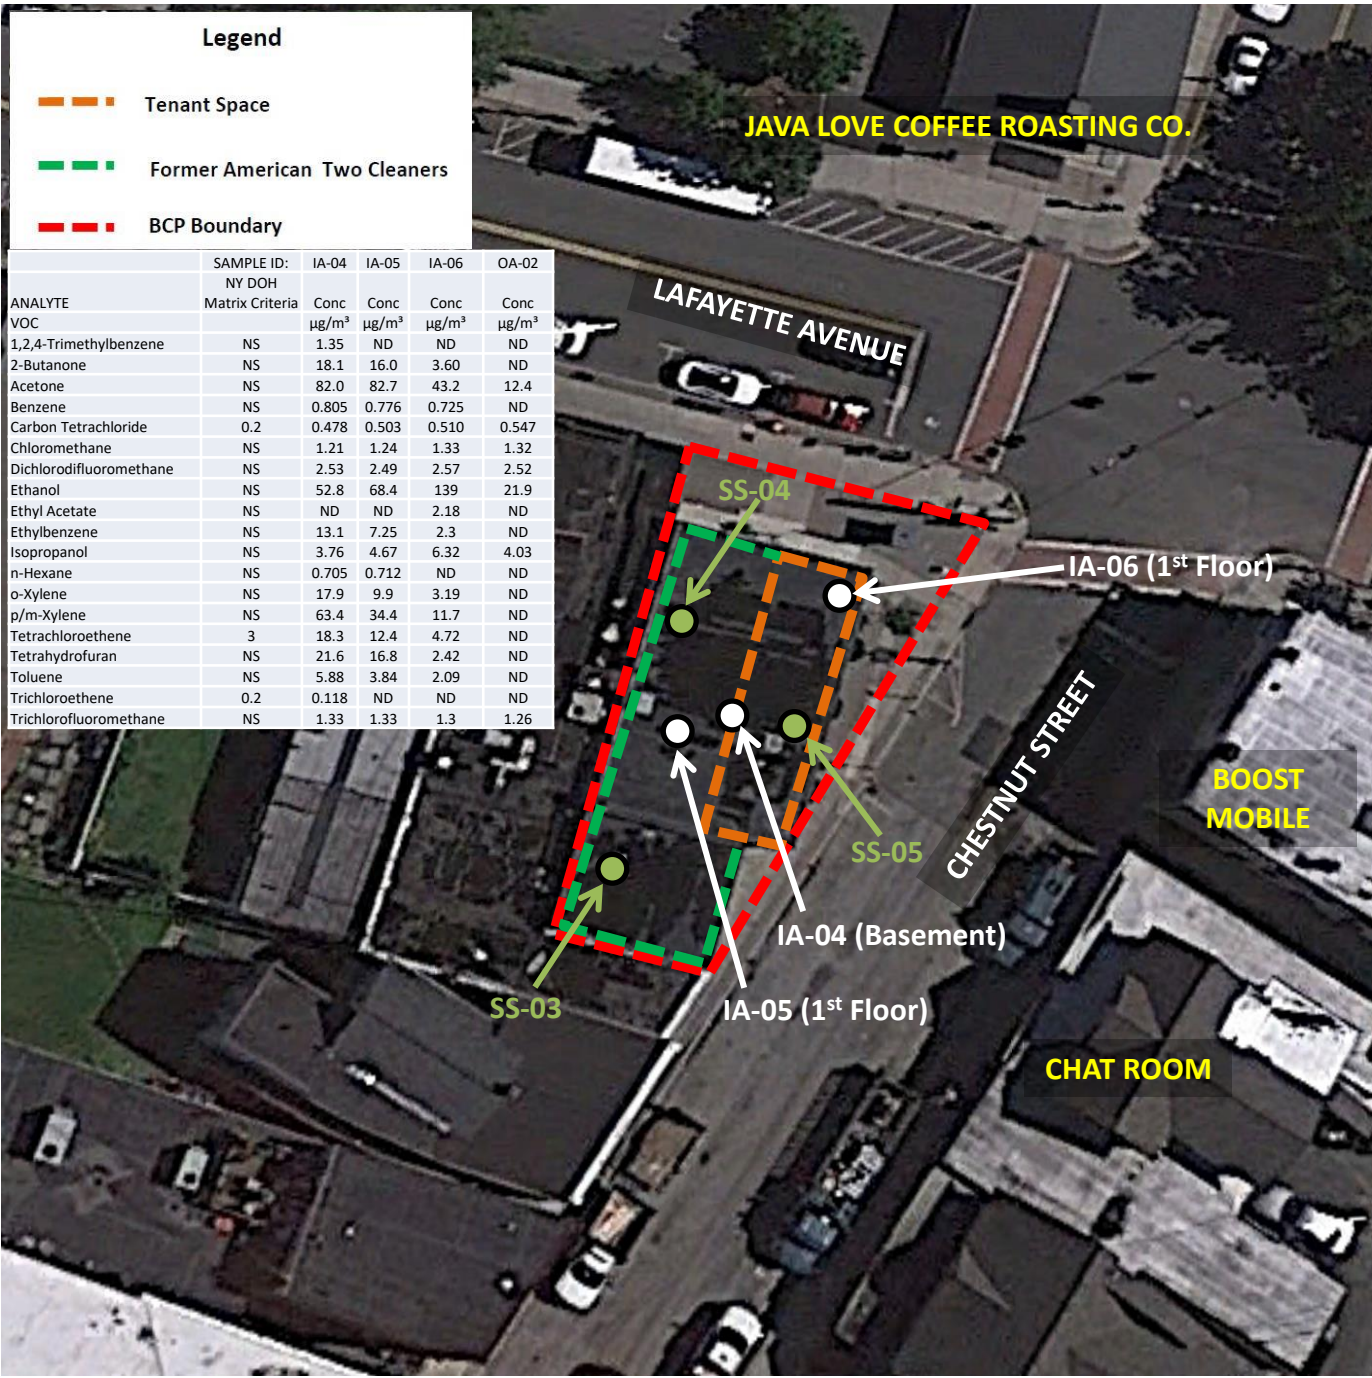 Legend
Tenant Space
Former American Two Cleaners
BCP Boundary
SAMPLE ID: IA-04 IA-05 IA-06 OA-02
NY DOH
ANALYTE Matrix Criteria Conc Conc Conc Conc
VOC µg/m³ µg/m³ µg/m³ µg/m³
1,2,4-Trimethylbenzene NS 1.35 ND ND ND
2-Butanone NS 18.1 16.0 3.60 ND
Acetone NS 82.0 82.7 43.2 12.4
Benzene NS 0.805 0.776 0.725 ND
Carbon Tetrachloride 0.2 0.478 0.503 0.510 0.547
Chloromethane NS 1.21 1.24 1.33 1.32
Dichlorodifluoromethane NS 2.53 2.49 2.57 2.52
Ethanol NS 52.8 68.4 139 21.9
Ethyl Acetate NS ND ND 2.18 ND
Ethylbenzene NS 13.1 7.25 2.3 ND
Isopropanol NS 3.76 4.67 6.32 4.03
n-Hexane NS 0.705 0.712 ND ND
o-Xylene NS 17.9 9.9 3.19 ND
p/m-Xylene NS 63.4 34.4 11.7 ND
Tetrachloroethene 3 18.3 12.4 4.72 ND
Tetrahydrofuran NS 21.6 16.8 2.42 ND
Toluene NS 5.88 3.84 2.09 ND
Trichloroethene 0.2 0.118 ND ND ND
Trichlorofluoromethane NS 1.33 1.33 1.3 1.26
JAVA LOVE COFFEE ROASTING CO.
LAFAYETTE AVENUE
SS-04
IA-06 (1st Floor)
CHESTNUT STREET
BOOST
MOBILE
SS-05
IA-04 (Basement)
SS-03
IA-05 (1st Floor)
CHAT ROOM